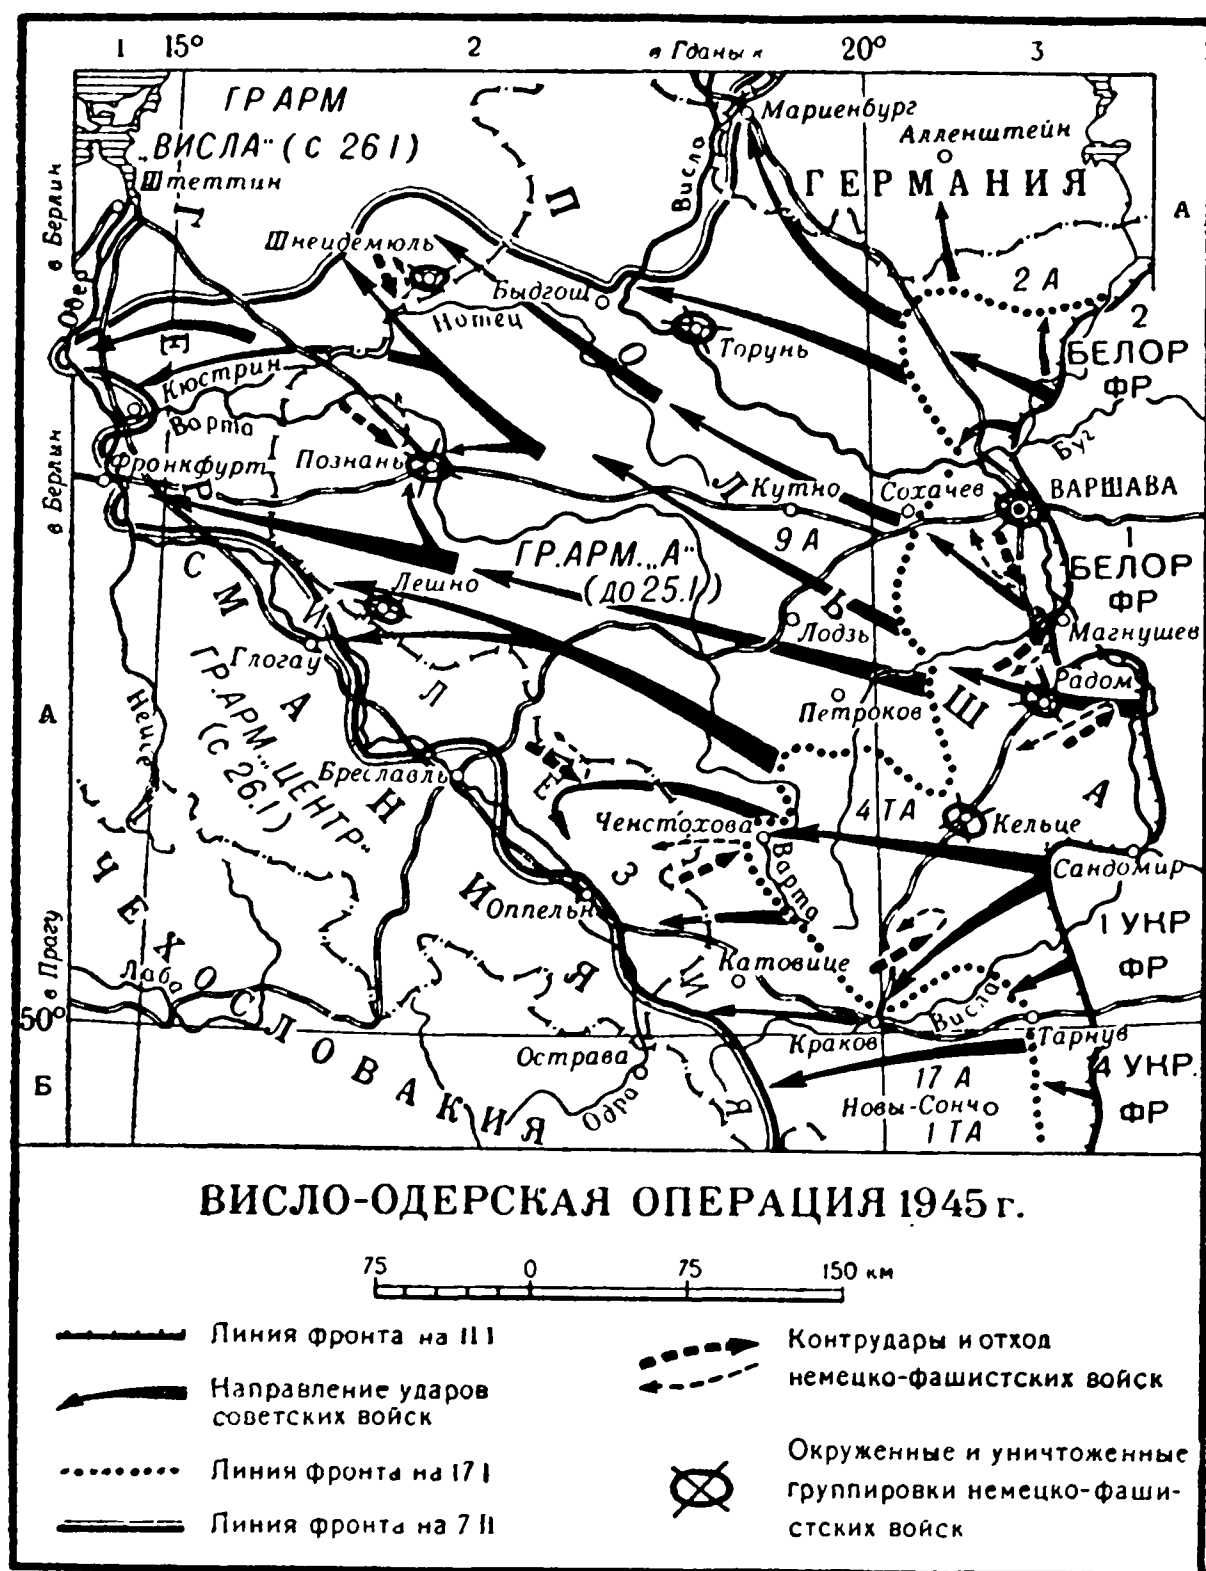 1 15° 2 в Гданьск 20° 3
ГР.АРМ
„ВИСЛА“ (с 26 I)
Штеттин
Мариенбург
Алленштейн
ГЕРМАНИЯ
А
в Берлин
Висла
Шнейдемюль
Быдгощ
Нотец
Торунь
2 А
2
БЕЛОР
ФР
Одер
Кюстрин
Варта
Буг
в Берлин
Франкфурт
Познань
Кутно
Сохачев
ВАРШАВА
9 А
1
БЕЛОР
ФР
ГР.АРМ.„А“
(до 25.I)
Лешно
Лодзь
Магнушев
Глогау
Радом
Петроков
А
Нейсе
ГР.АРМ.„ЦЕНТР“
(с 26.I)
Бреславль
Ченстохова
4 ТА
Кельце
Варта
Сандомир
Оппельн
1 УКР
ФР
в Прагу
Лаба
Катовице
Висла
50°
Краков
Тарнув
Острава
Одра
17 А
4 УКР.
ФР
Б
Новы-Сонч
1 ТА
ГЕРМАНИЯ
ПОЛЬША
СИЛЕЗИЯ
ЧЕХОСЛОВАКИЯ
ВИСЛО-ОДЕРСКАЯ ОПЕРАЦИЯ 1945 г.
75 0 75 150 км
Линия фронта на 11 I
Направление ударов
советских войск
Линия фронта на 17 I
Линия фронта на 7 II
Контрудары и отход
немецко-фашистских войск
Окруженные и уничтоженные
группировки немецко-фаши-
стских войск